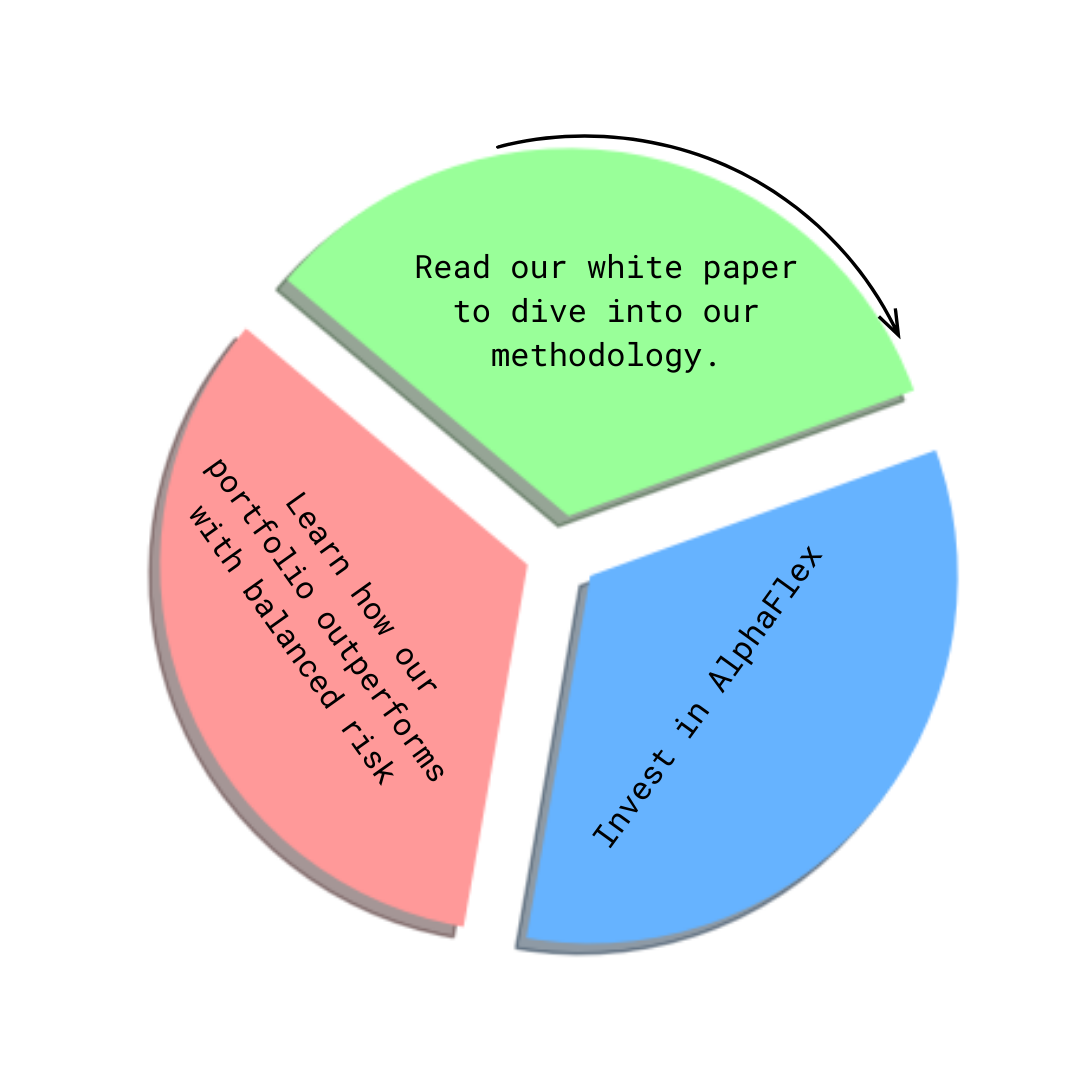 Read our white paper
to dive into our
methodology.
Invest in AlphaFlex
Learn how our
portfolio outperforms
with balanced risk